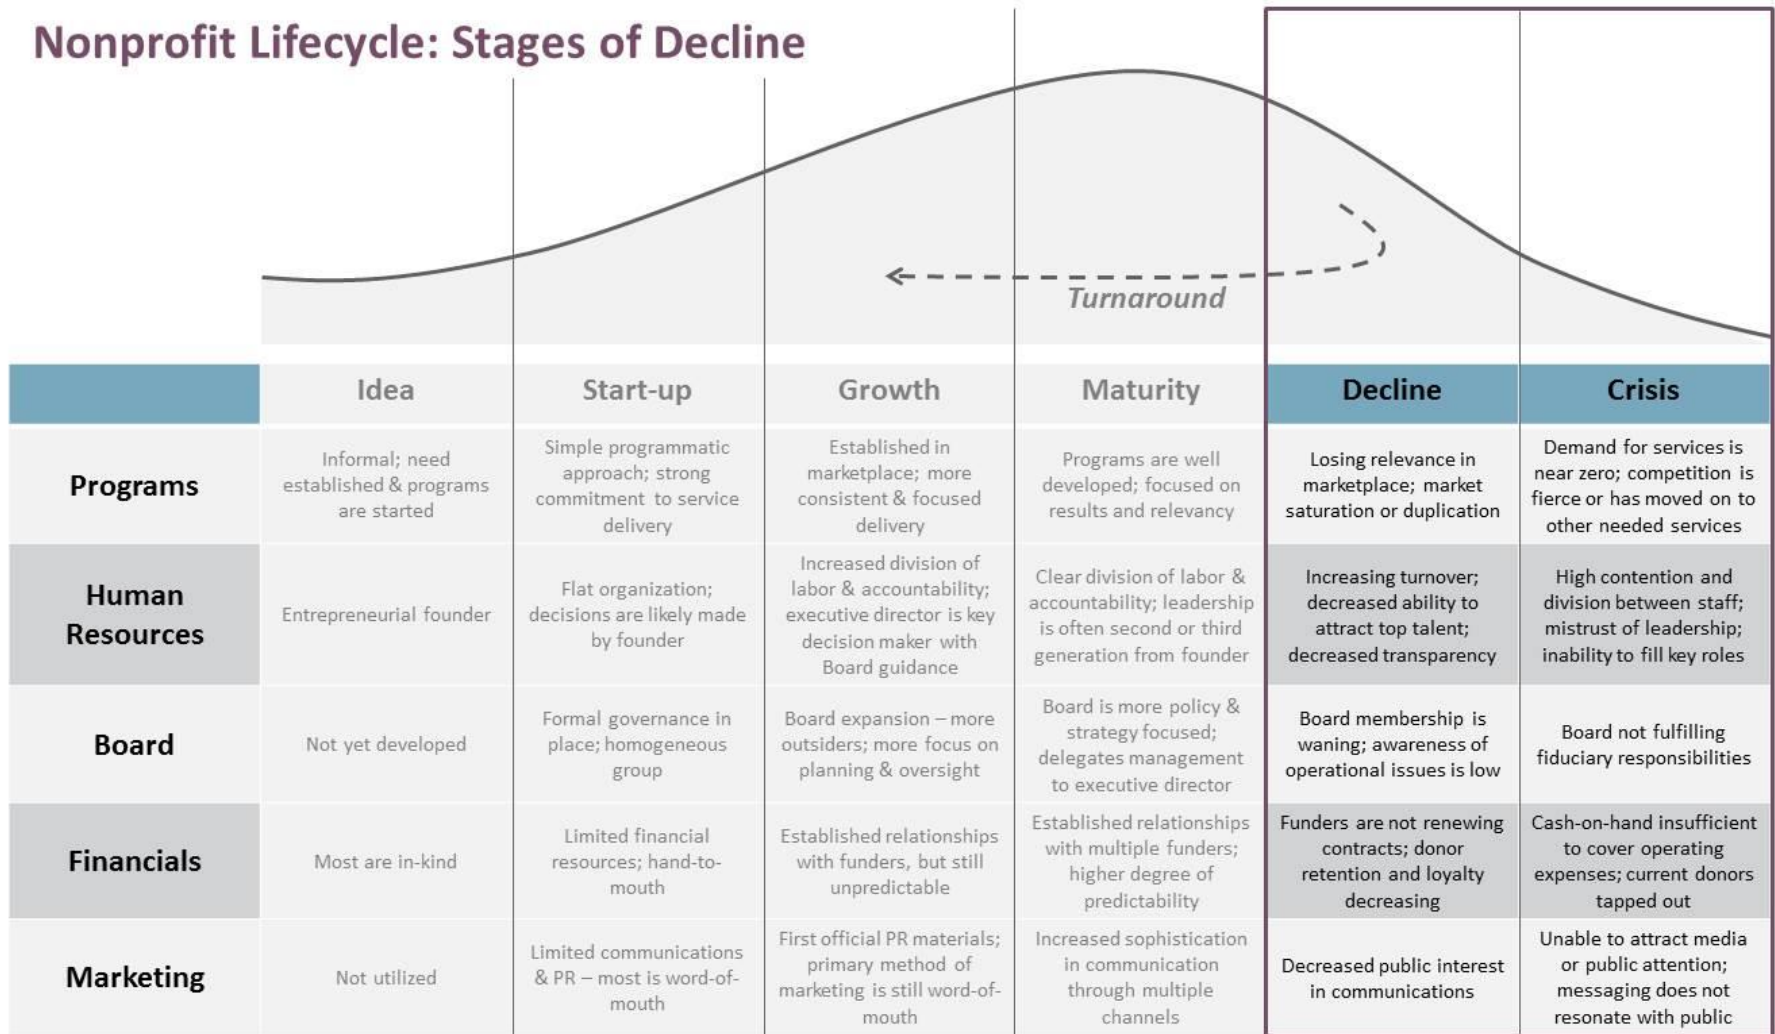 Nonprofit Lifecycle: Stages of Decline
Turnaround
Idea
Start-up
Growth
Maturity
Decline
Crisis
Programs
Informal; need
established & programs
are started
Simple programmatic
approach; strong
commitment to service
delivery
Established in
marketplace; more
consistent & focused
delivery
Programs are well
developed; focused on
results and relevancy
Losing relevance in
marketplace; market
saturation or duplication
Demand for services is
near zero; competition is
fierce or has moved on to
other needed services
Human
Resources
Entrepreneurial founder
Flat organization;
decisions are likely made
by founder
Increased division of
labor & accountability;
executive director is key
decision maker with
Board guidance
Clear division of labor &
accountability; leadership
is often second or third
generation from founder
Increasing turnover;
decreased ability to
attract top talent;
decreased transparency
High contention and
division between staff;
mistrust of leadership;
inability to fill key roles
Board
Not yet developed
Formal governance in
place; homogeneous
group
Board expansion – more
outsiders; more focus on
planning & oversight
Board is more policy &
strategy focused;
delegates management
to executive director
Board membership is
waning; awareness of
operational issues is low
Board not fulfilling
fiduciary responsibilities
Financials
Most are in-kind
Limited financial
resources; hand-to-
mouth
Established relationships
with funders, but still
unpredictable
Established relationships
with multiple funders;
higher degree of
predictability
Funders are not renewing
contracts; donor
retention and loyalty
decreasing
Cash-on-hand insufficient
to cover operating
expenses; current donors
tapped out
Marketing
Not utilized
Limited communications
& PR – most is word-of-
mouth
First official PR materials;
primary method of
marketing is still word-of-
mouth
Increased sophistication
in communication
through multiple
channels
Decreased public interest
in communications
Unable to attract media
or public attention;
messaging does not
resonate with public